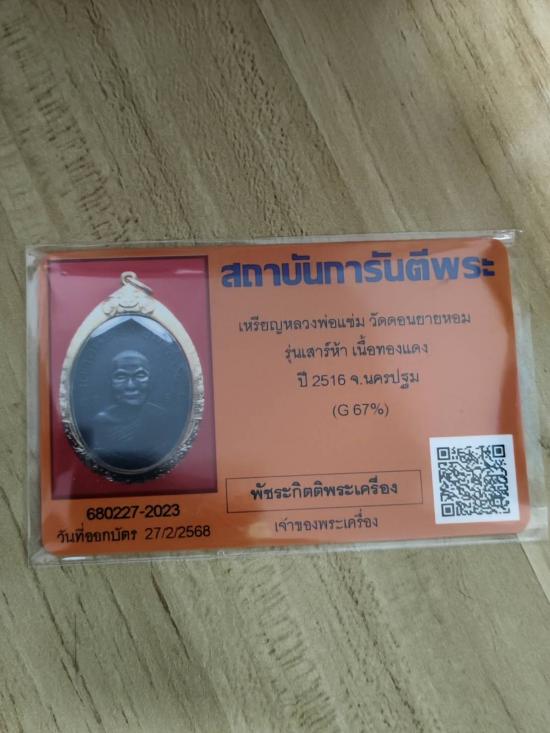 สถาบันการันตีพระ
เหรียญหลวงพ่อแช่ม วัดดอนยายหอม
รุ่นเสาร์ห้า เนื้อทองแดง
ปี 2516 จ.นครปฐม
(G 67%)
พัชระกิตติพระเครื่อง
เจ้าของพระเครื่อง
680227-2023
วันที่ออกบัตร 27/2/2568